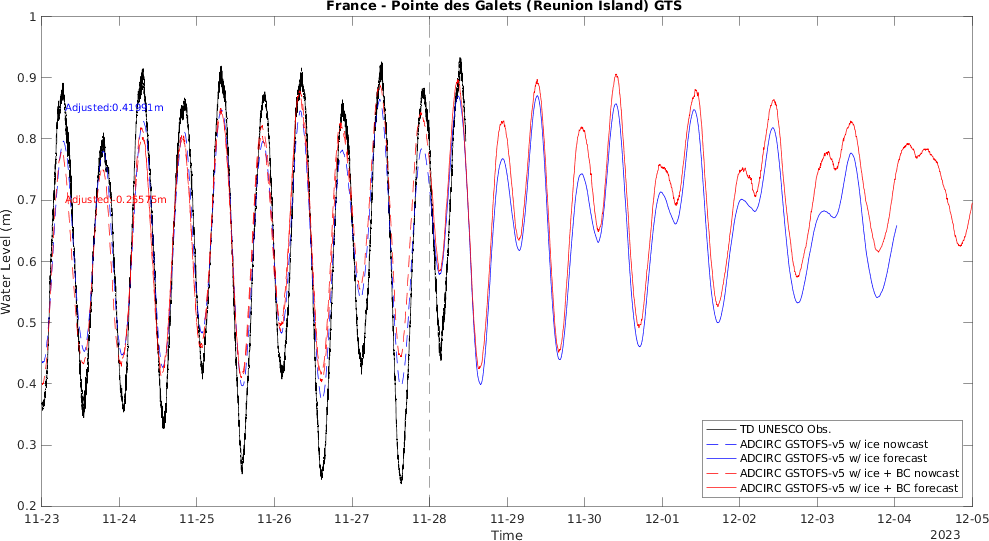 France - Pointe des Galets (Reunion Island) GTS
1
0.9
0.8
0.7
0.6
0.5
0.4
0.3
0.2
Water Level (m)
Adjusted:0.41991m
Adjusted:-0.25575m
TD UNESCO Obs.
ADCIRC GSTOFS-v5 w/ ice nowcast
ADCIRC GSTOFS-v5 w/ ice forecast
ADCIRC GSTOFS-v5 w/ ice + BC nowcast
ADCIRC GSTOFS-v5 w/ ice + BC forecast
11-23 11-24 11-25 11-26 11-27 11-28 11-29 11-30 12-01 12-02 12-03 12-04 12-05
Time
2023